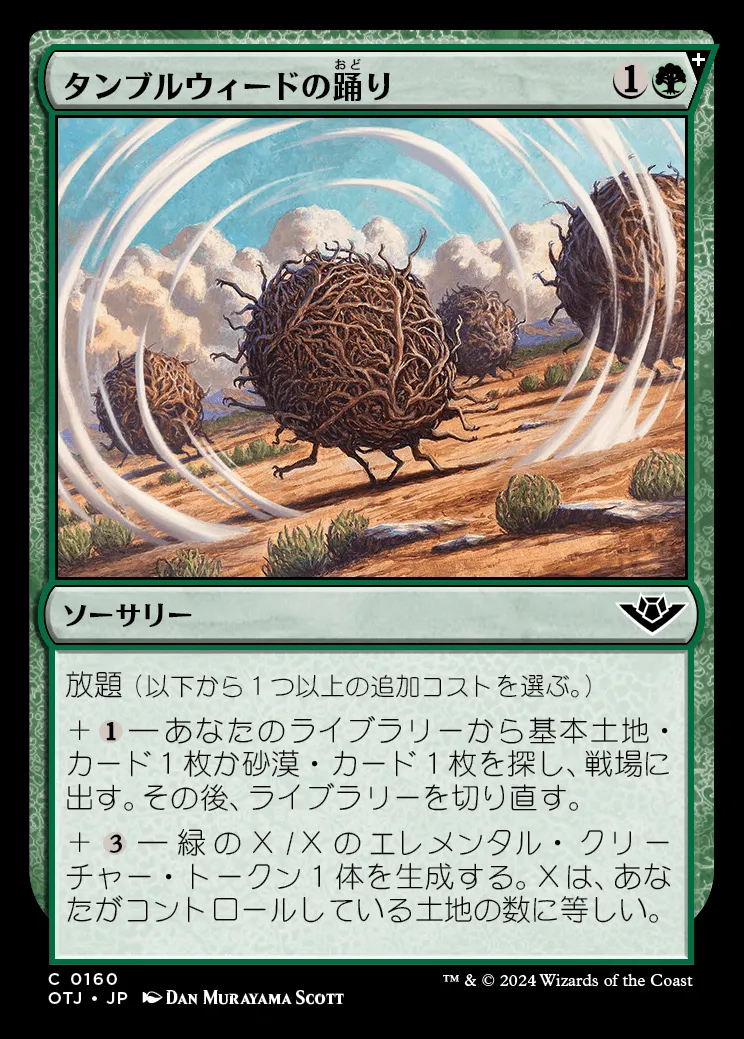 おど
タンブルウィードの踊り 1
ソーサリー
放題（以下から１つ以上の追加コストを選ぶ。）
＋ 1 ― あなたのライブラリーから基本土地・
カード１枚か砂漠・カード１枚を探し、戦場に
出す。その後、ライブラリーを切り直す。
＋ 3 ― 緑のＸ/Ｘのエレメンタル・クリー
チャー・トークン１体を生成する。Ｘは、あな
たがコントロールしている土地の数に等しい。
C 0160
OTJ • JP Dan Murayama Scott
™ & © 2024 Wizards of the Coast